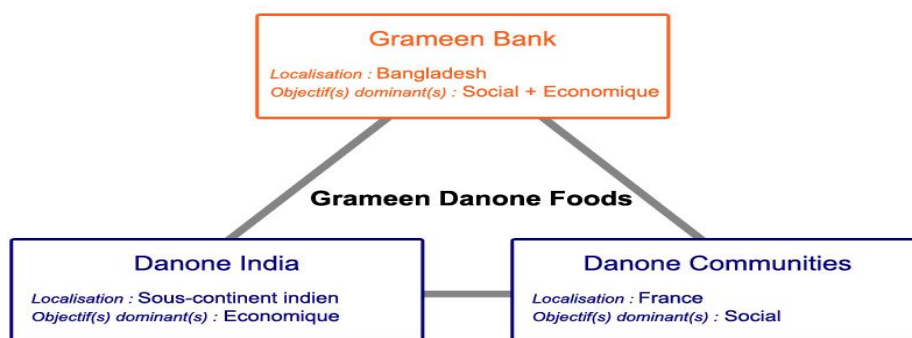 Grameen Bank
Localisation : Bangladesh
Objectif(s) dominant(s) : Social + Economique
Grameen Danone Foods
Danone India
Localisation : Sous-continent indien
Objectif(s) dominant(s) : Economique
Danone Communities
Localisation : France
Objectif(s) dominant(s) : Social